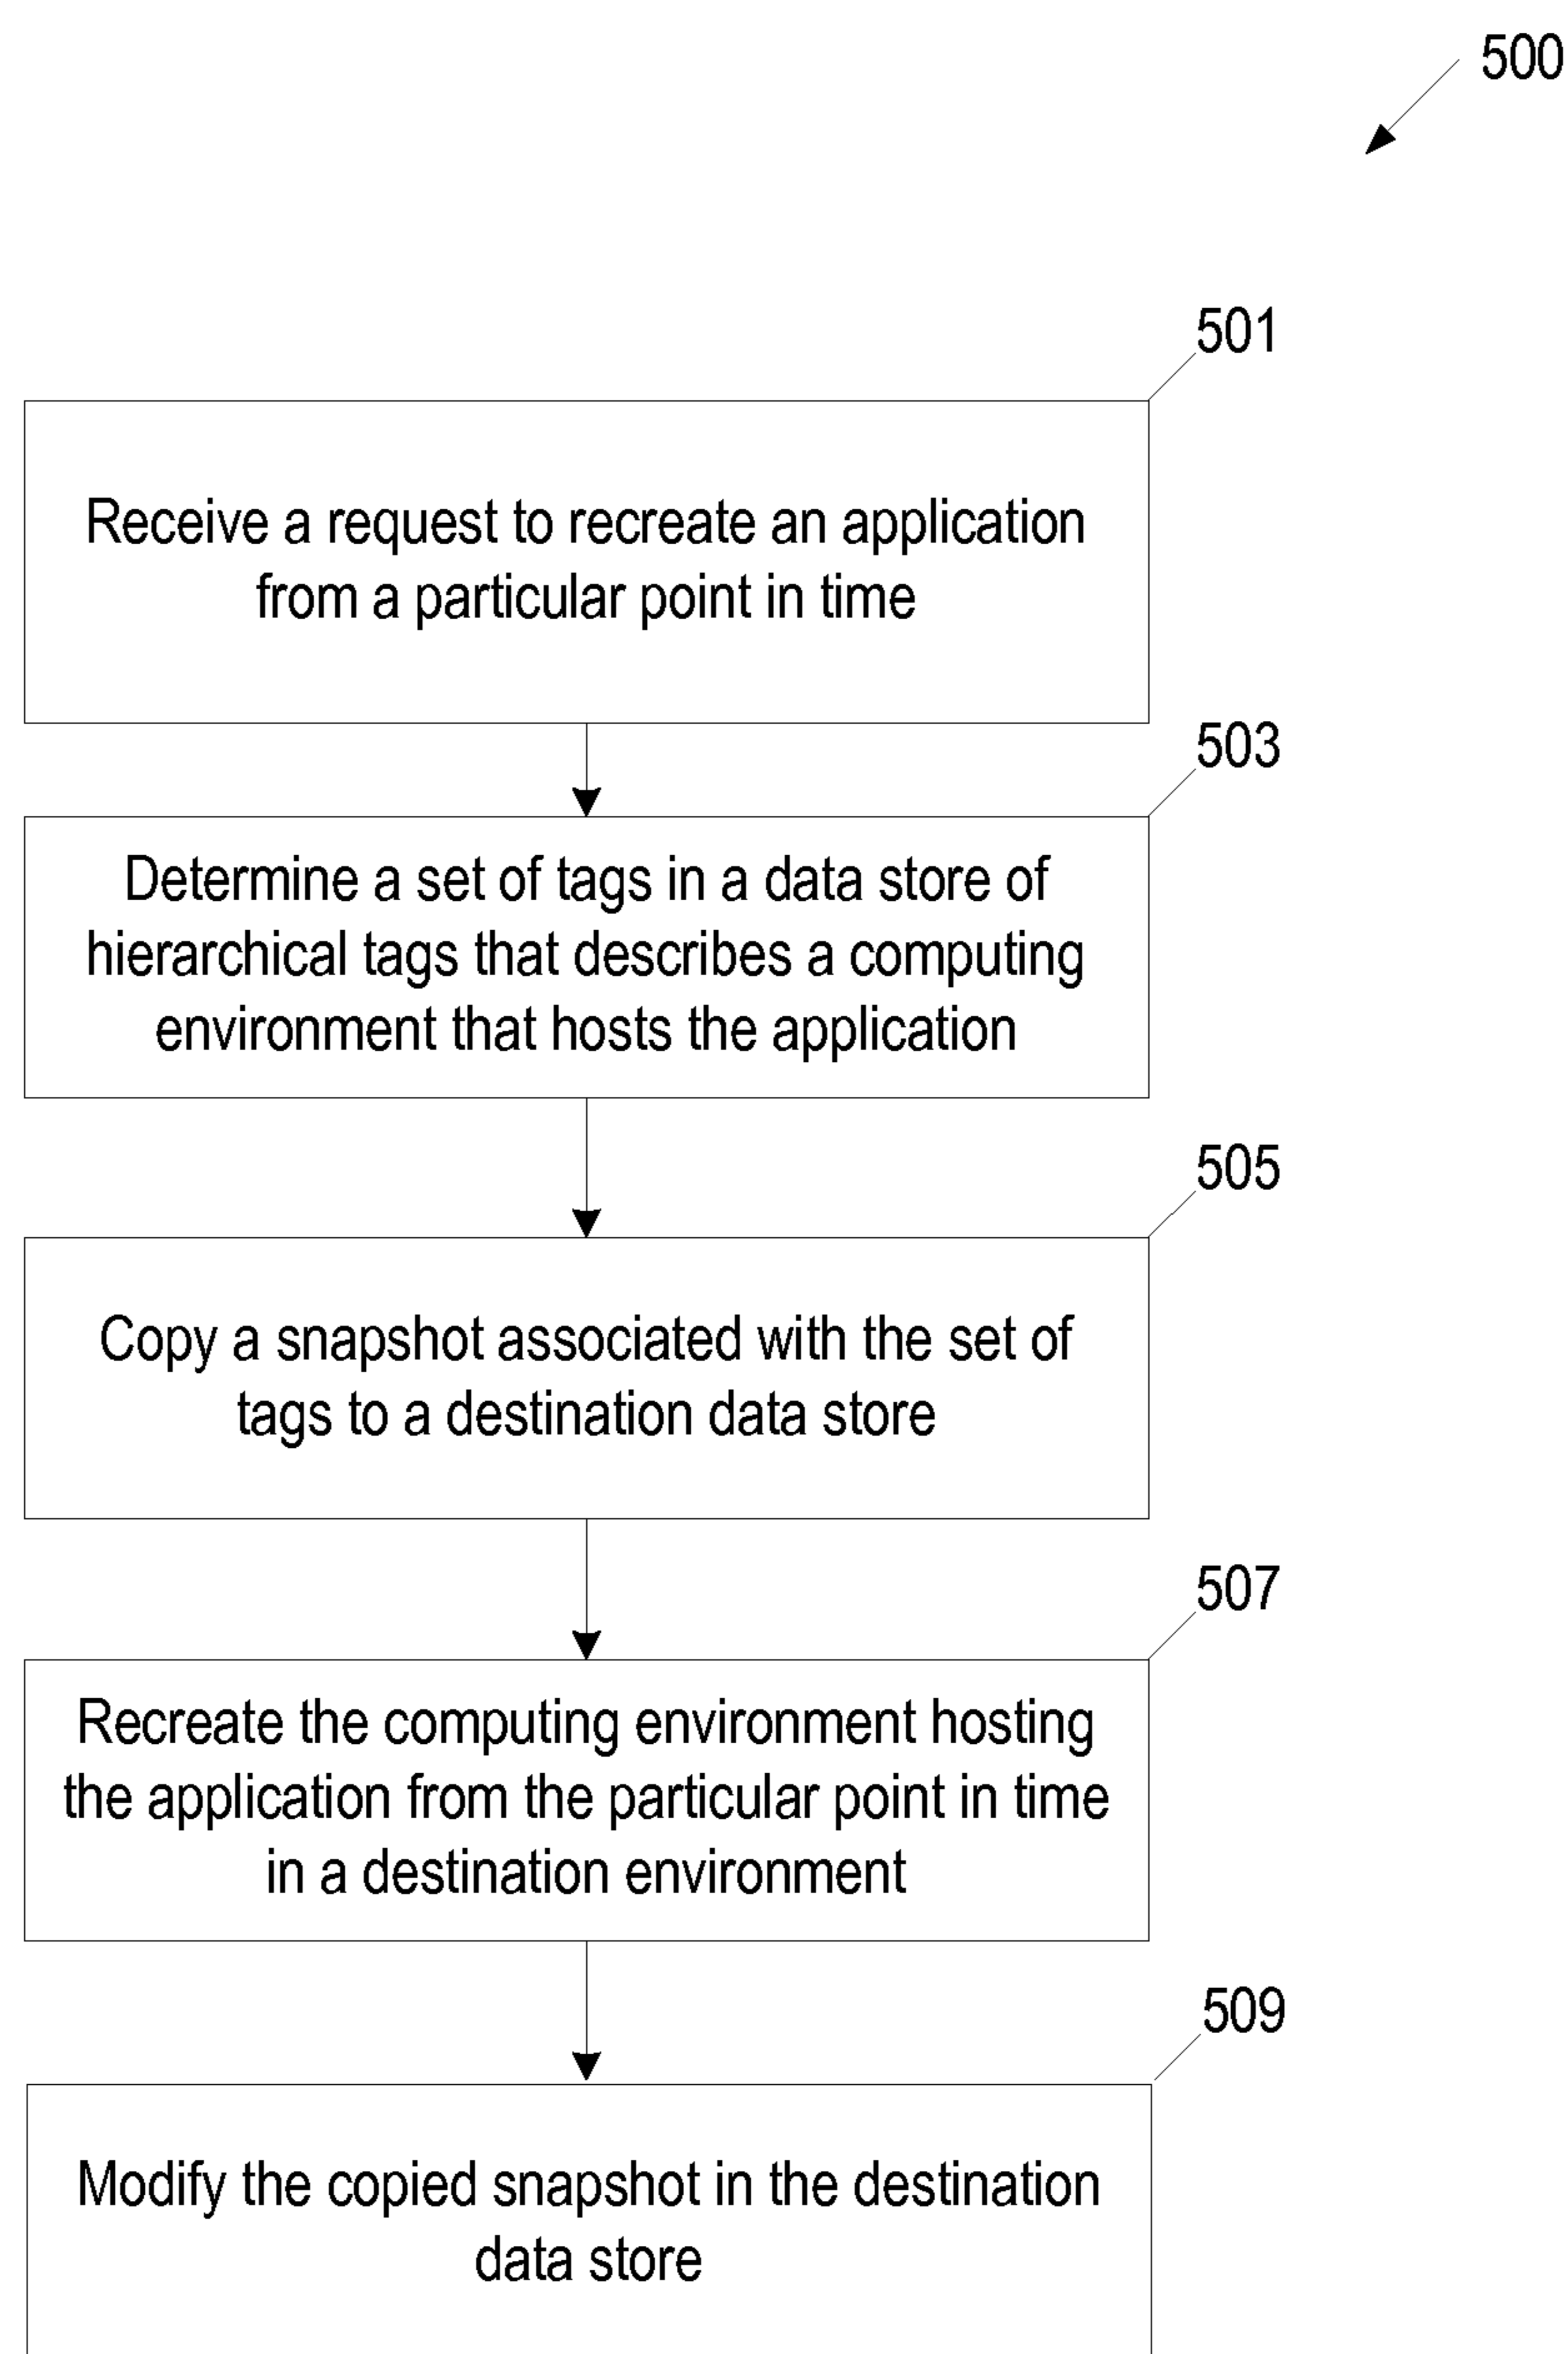 500
501
Receive a request to recreate an application
from a particular point in time
503
Determine a set of tags in a data store of
hierarchical tags that describes a computing
environment that hosts the application
505
Copy a snapshot associated with the set of
tags to a destination data store
507
Recreate the computing environment hosting
the application from the particular point in time
in a destination environment
509
Modify the copied snapshot in the destination
data store